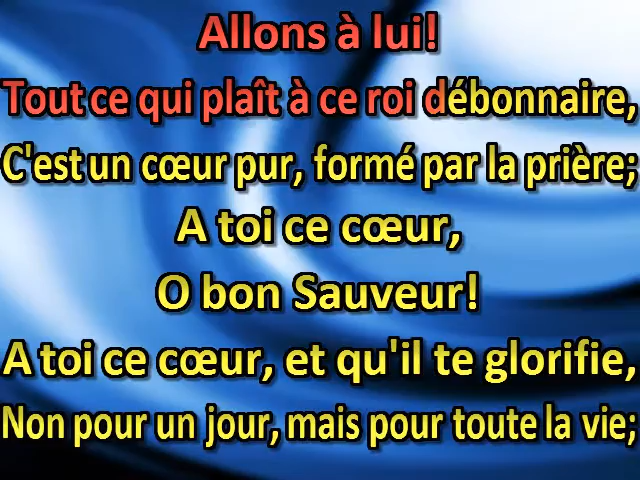 Allons à lui!
Tout ce qui plaît à ce roi débonnaire,
C'est un cœur pur, formé par la prière;
A toi ce cœur,
O bon Sauveur!
A toi ce cœur, et qu'il te glorifie,
Non pour un jour, mais pour toute la vie;